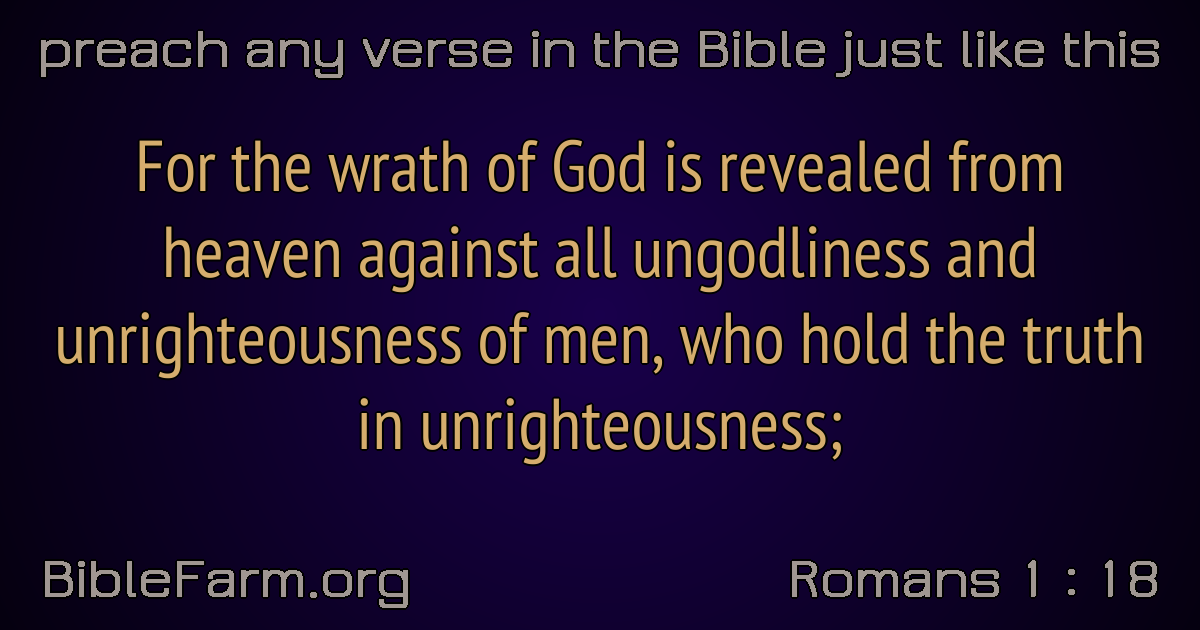 preach any verse in the Bible just like this
For the wrath of God is revealed from
heaven against all ungodliness and
unrighteousness of men, who hold the truth
in unrighteousness;
BibleFarm.org
Romans 1 : 18